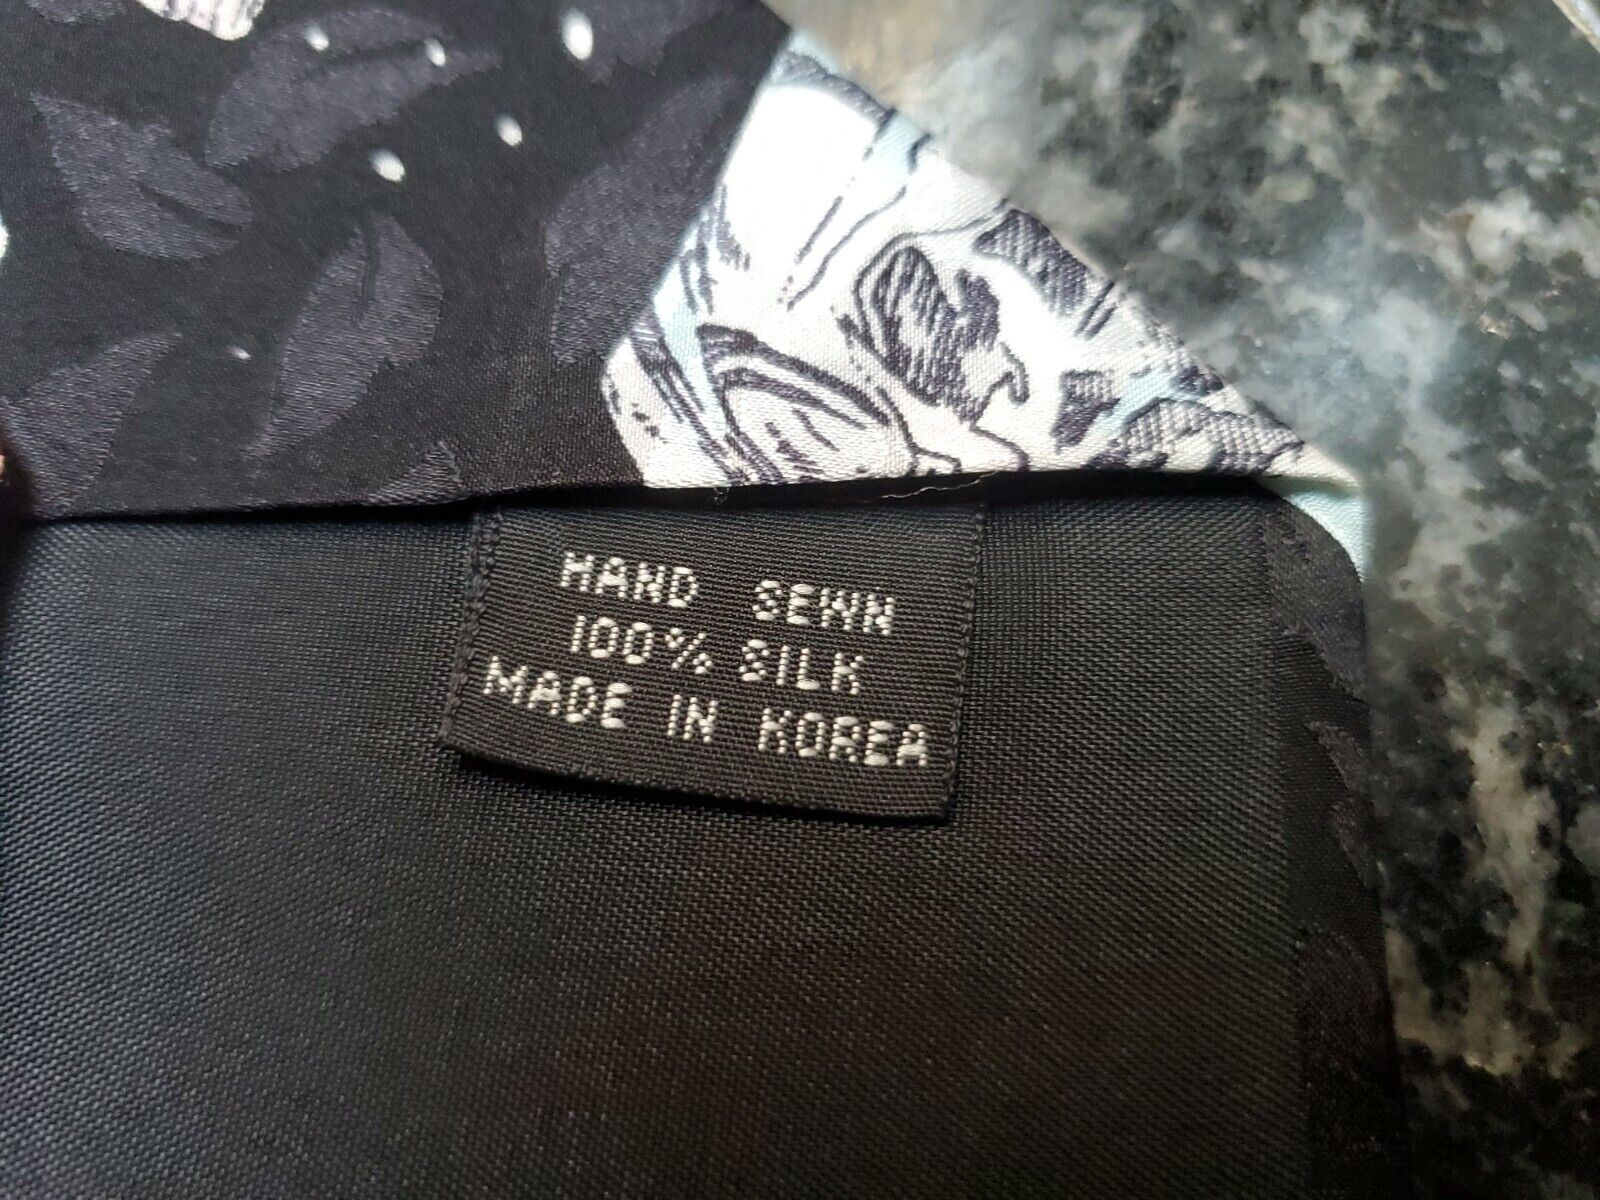 HAND SEWN
100% SILK
MADE IN KOREA